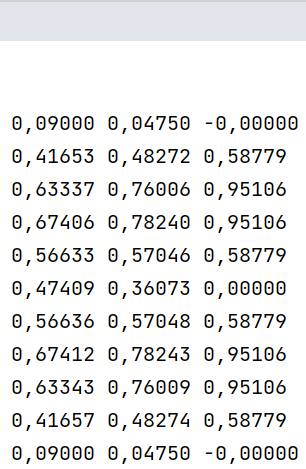 0,09000 0,04750 -0,00000
0,41653 0,48272 0,58779
0,63337 0,76006 0,95106
0,67406 0,78240 0,95106
0,56633 0,57046 0,58779
0,47409 0,36073 0,00000
0,56636 0,57048 0,58779
0,67412 0,78243 0,95106
0,63343 0,76009 0,95106
0,41657 0,48274 0,58779
0,09000 0,04750 -0,00000